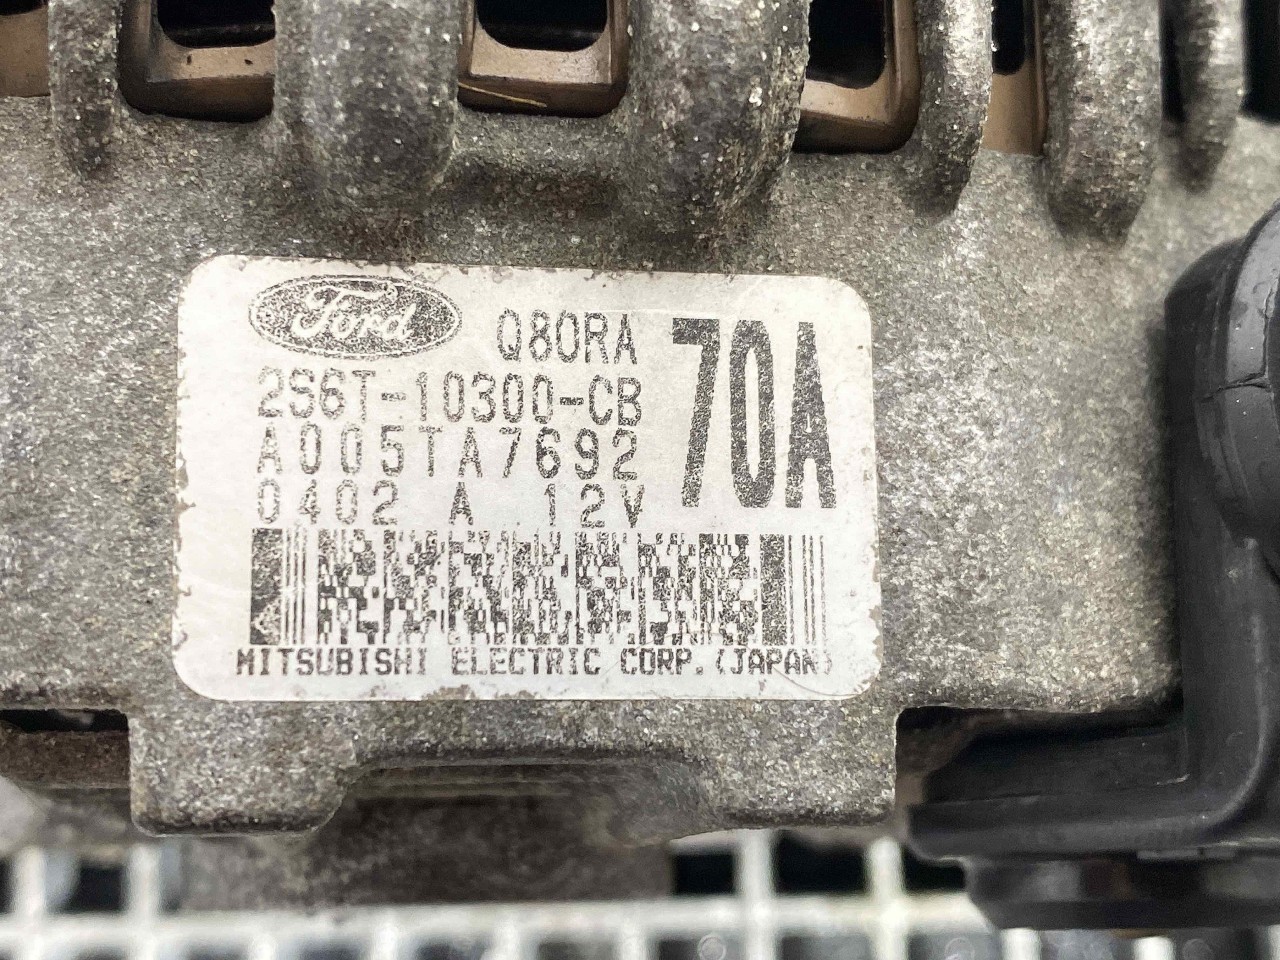 Ford Q80RA
70A
2S6T-10300-CB
A005TA7692
0402 A 12V
MITSUBISHI ELECTRIC CORP.(JAPAN)